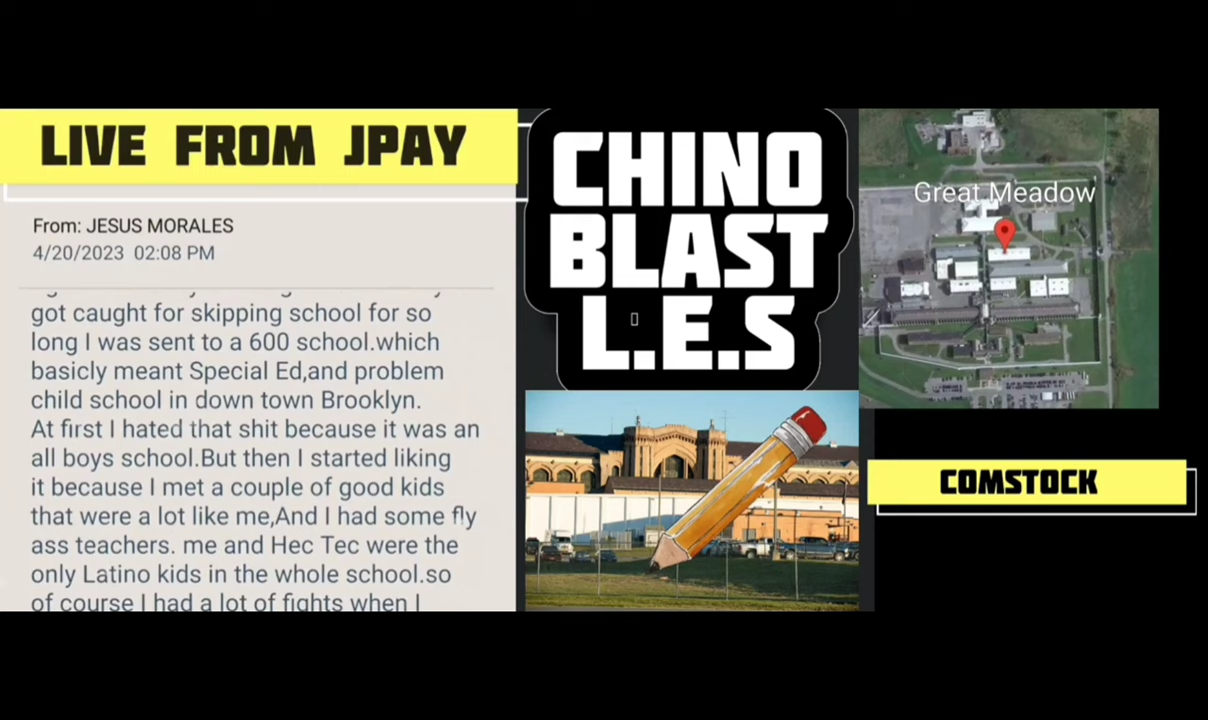 LIVE FROM JPAY
From: JESUS MORALES
4/20/2023 02:08 PM
got caught for skipping school for so
long I was sent to a 600 school.which
basicly meant Special Ed,and problem
child school in down town Brooklyn.
At first I hated that shit because it was an
all boys school.But then I started liking
it because I met a couple of good kids
that were a lot like me,And I had some fly
ass teachers. me and Hec Tec were the
only Latino kids in the whole school.so
of course I had a lot of fights when I
CHINO
BLAST
L.E.S
Great Meadow
COMSTOCK